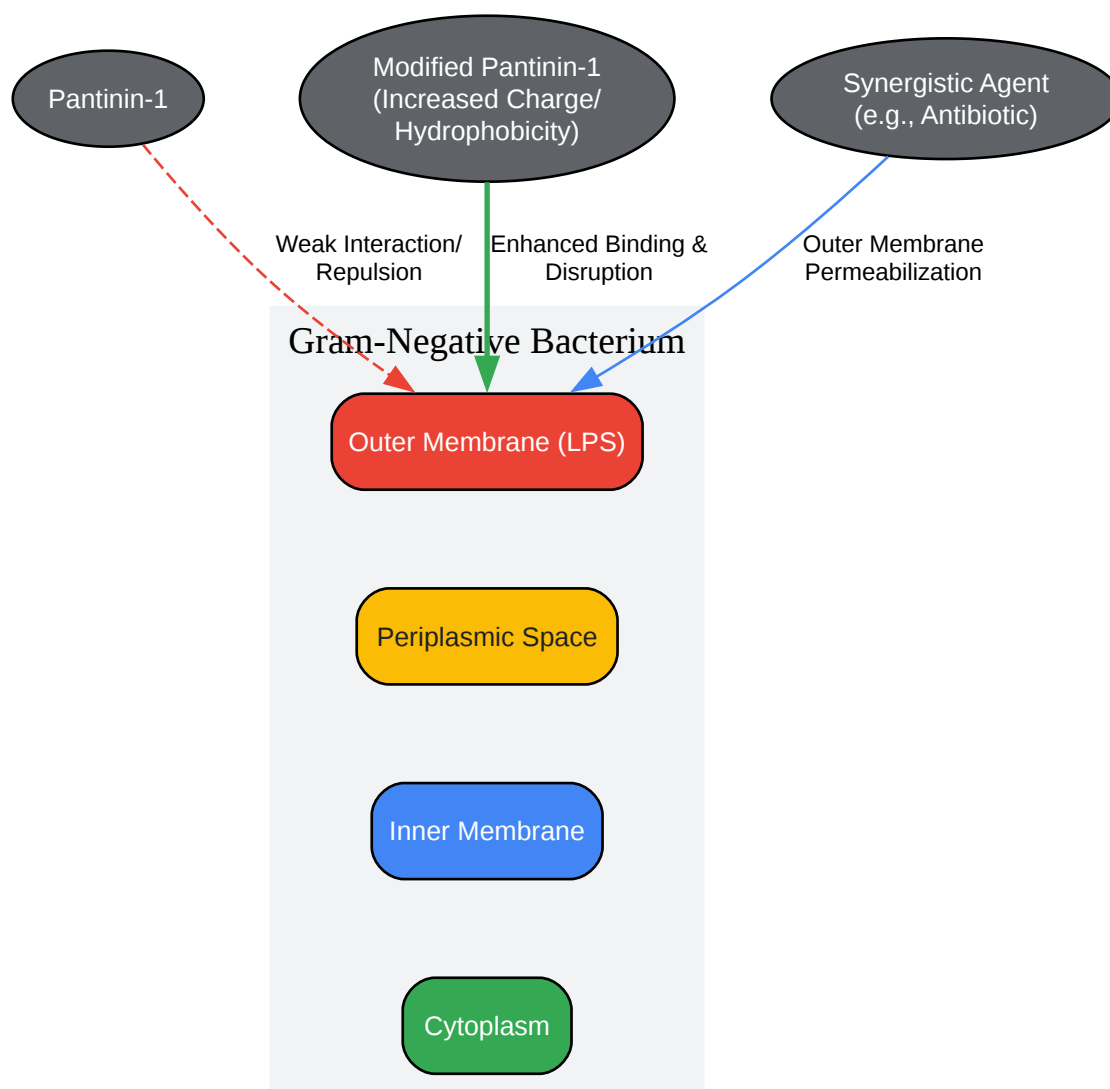 Pantinin-1
Modified Pantinin-1
(Increased Charge/
Hydrophobicity)
Synergistic Agent
(e.g., Antibiotic)
Weak Interaction/
Repulsion
Enhanced Binding &
Disruption
Outer Membrane
Permeabilization
Gram-Negative Bacterium
Outer Membrane (LPS)
Periplasmic Space
Inner Membrane
Cytoplasm